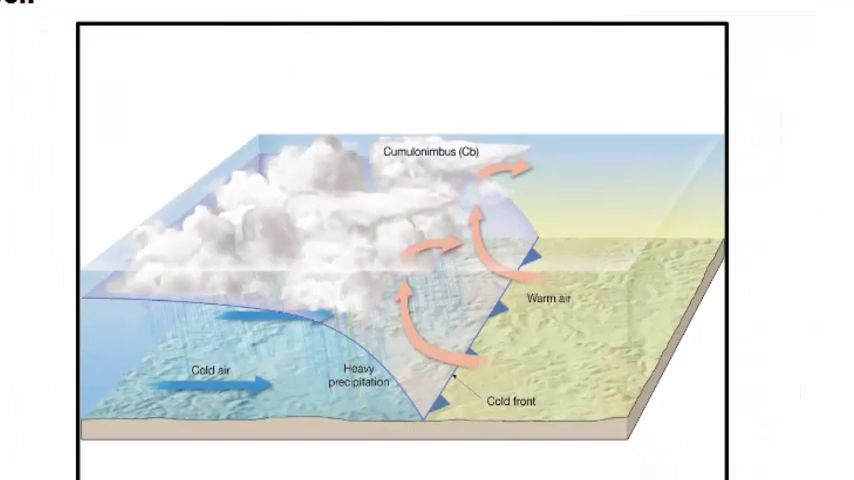 Cumulonimbus (Cb)
Warm air
Cold air
Heavy
precipitation
Cold front